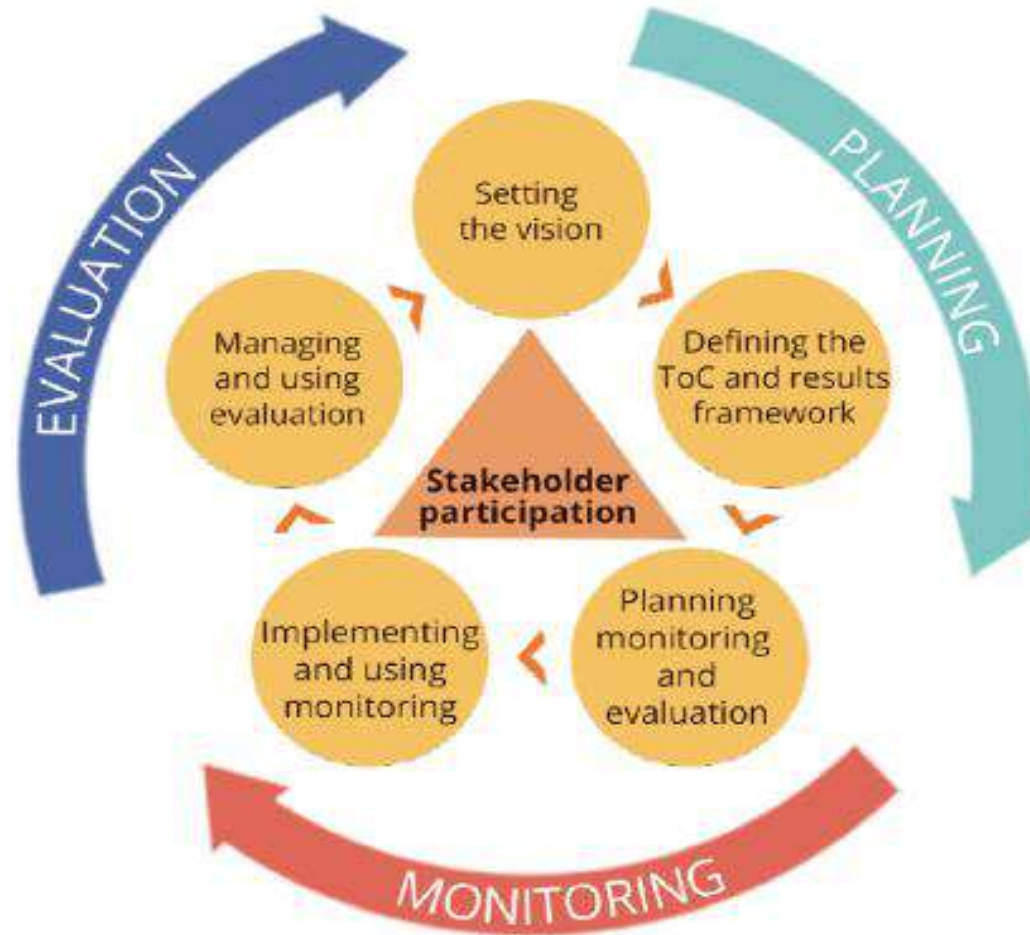 EVALUATION
PLANNING
Setting
the vision
Managing
and using
evaluation
Defining the
ToC and results
framework
Stakeholder
participation
Implementing
and using
monitoring
Planning
monitoring
and
evaluation
MONITORING